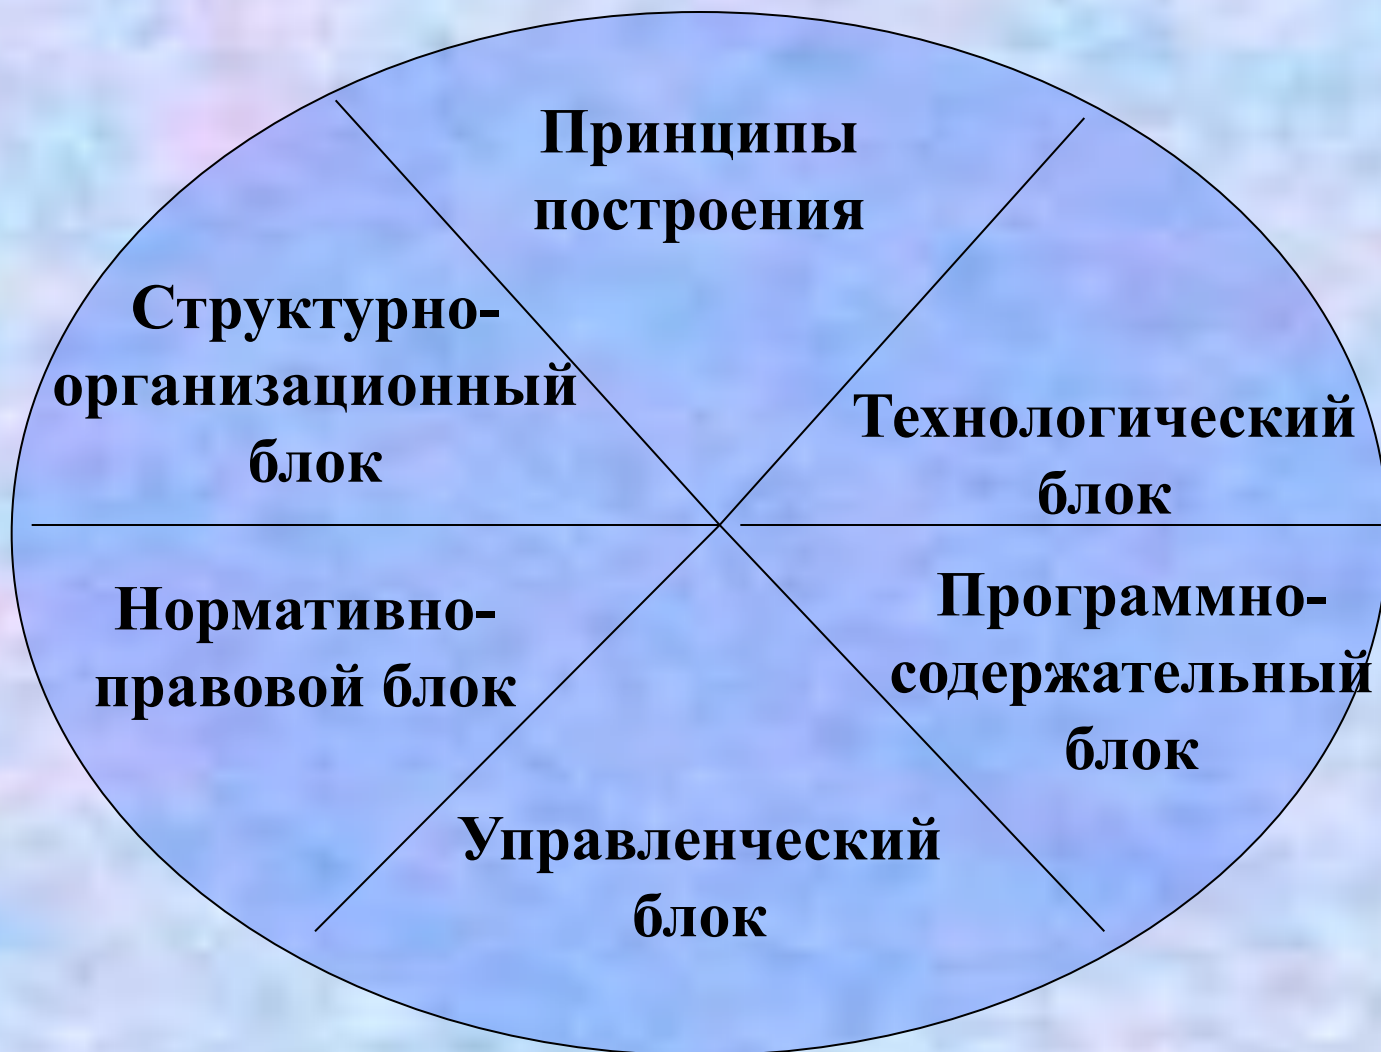 Принципы
построения
Структурно-
организационный
блок
Технологический
блок
Нормативно-
правовой блок
Программно-
содержательный
блок
Управленческий
блок